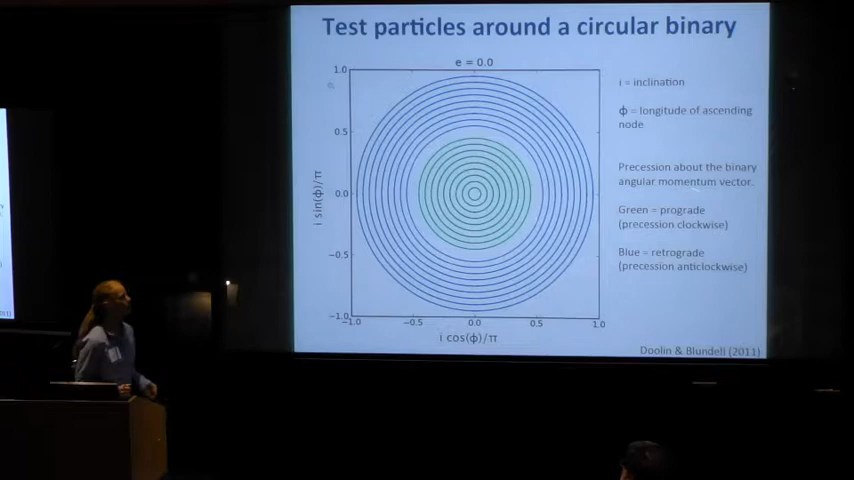 Test particles around a circular binary
e = 0.0
1.0
0.5
0.0
−0.5
−1.0
i sin(ϕ)/π
−1.0 −0.5 0.0 0.5 1.0
i cos(ϕ)/π
i = inclination
ϕ = longitude of ascending
node
Precession about the binary
angular momentum vector.
Green = prograde
(precession clockwise)
Blue = retrograde
(precession anticlockwise)
Doolin & Blundell (2011)